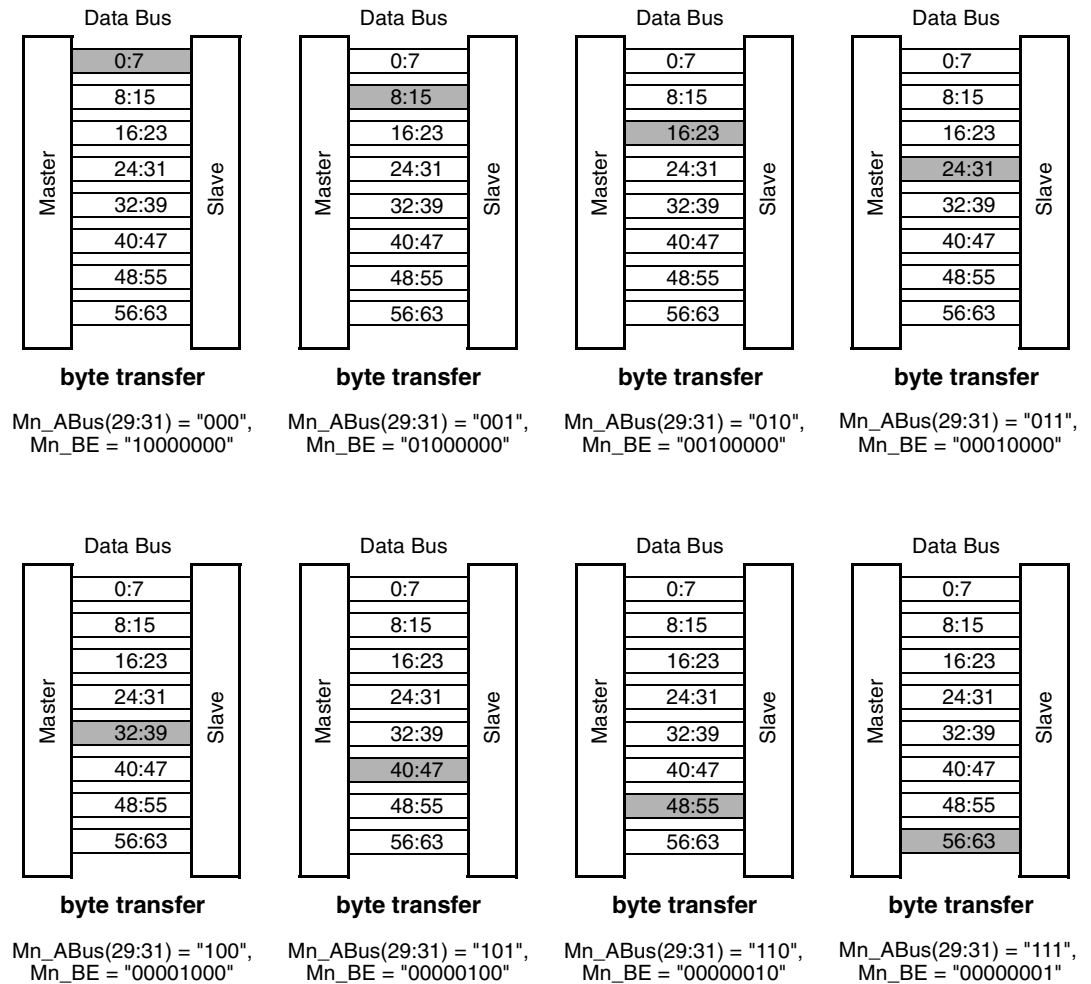 Data Bus
Master
0:7
8:15
16:23
24:31
32:39
40:47
48:55
56:63
Slave
byte transfer
Mn_ABus(29:31) = "000",
Mn_BE = "10000000"
Data Bus
Master
0:7
8:15
16:23
24:31
32:39
40:47
48:55
56:63
Slave
byte transfer
Mn_ABus(29:31) = "001",
Mn_BE = "01000000"
Data Bus
Master
0:7
8:15
16:23
24:31
32:39
40:47
48:55
56:63
Slave
byte transfer
Mn_ABus(29:31) = "010",
Mn_BE = "00100000"
Data Bus
Master
0:7
8:15
16:23
24:31
32:39
40:47
48:55
56:63
Slave
byte transfer
Mn_ABus(29:31) = "011",
Mn_BE = "00010000"
Data Bus
Master
0:7
8:15
16:23
24:31
32:39
40:47
48:55
56:63
Slave
byte transfer
Mn_ABus(29:31) = "100",
Mn_BE = "00001000"
Data Bus
Master
0:7
8:15
16:23
24:31
32:39
40:47
48:55
56:63
Slave
byte transfer
Mn_ABus(29:31) = "101",
Mn_BE = "00000100"
Data Bus
Master
0:7
8:15
16:23
24:31
32:39
40:47
48:55
56:63
Slave
byte transfer
Mn_ABus(29:31) = "110",
Mn_BE = "00000010"
Data Bus
Master
0:7
8:15
16:23
24:31
32:39
40:47
48:55
56:63
Slave
byte transfer
Mn_ABus(29:31) = "111",
Mn_BE = "00000001"